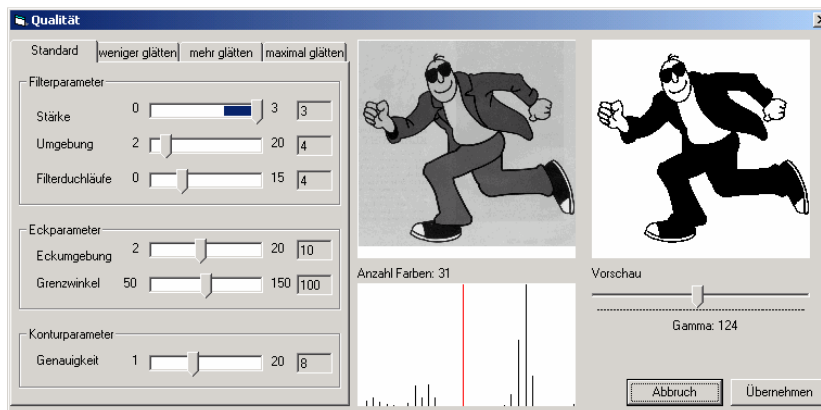 Qualität
Standard weniger glätten mehr glätten maximal glätten
Filterparameter
Stärke 0 3 3
Umgebung 2 20 4
Filterduchläufe 0 15 4
Eckparameter
Eckumgebung 2 20 10
Grenzwinkel 50 150 100
Konturparameter
Genauigkeit 1 20 8
Anzahl Farben: 31
Vorschau
Gamma: 124
Abbruch Übernehmen